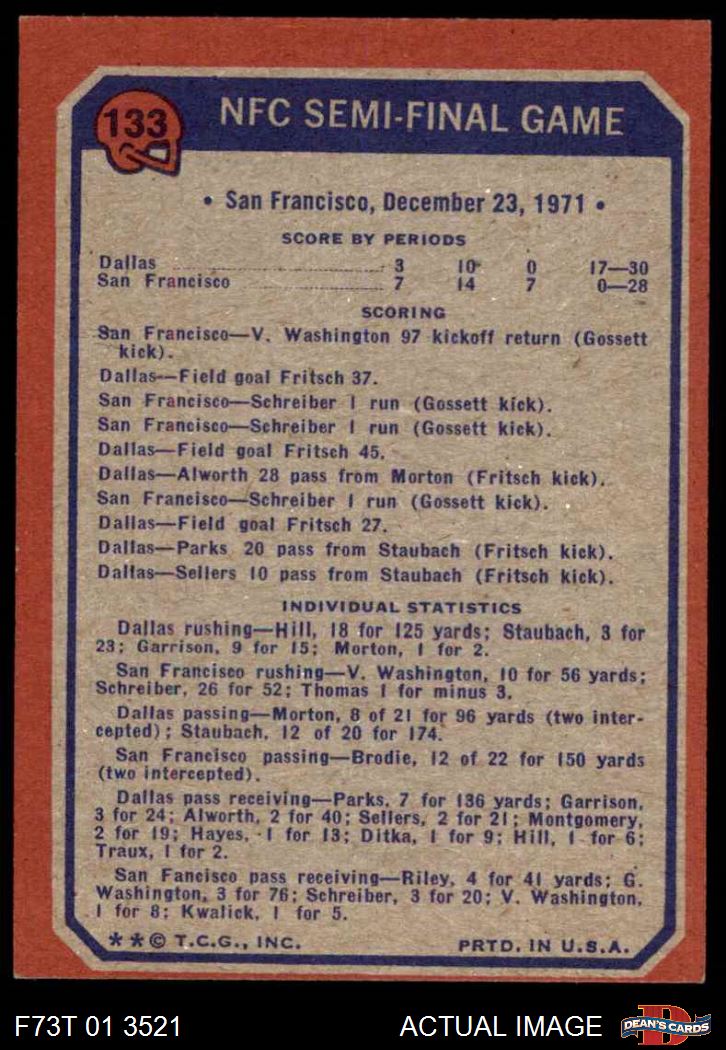 133
NFC SEMI-FINAL GAME
• San Francisco, December 23, 1971 •
SCORE BY PERIODS
Dallas ........ 3 10 0 17—30
San Francisco ........ 7 14 7 0—28
SCORING
San Francisco—V. Washington 97 kickoff return (Gossett
kick).
Dallas—Field goal Fritsch 37.
San Francisco—Schreiber 1 run (Gossett kick).
San Francisco—Schreiber 1 run (Gossett kick).
Dallas—Field goal Fritsch 45.
Dallas—Alworth 28 pass from Morton (Fritsch kick).
San Francisco—Schreiber 1 run (Gossett kick).
Dallas—Field goal Fritsch 27.
Dallas—Parks 20 pass from Staubach (Fritsch kick).
Dallas—Sellers 10 pass from Staubach (Fritsch kick).
INDIVIDUAL STATISTICS
Dallas rushing—Hill, 18 for 125 yards; Staubach, 3 for
23; Garrison, 9 for 15; Morton, 1 for 2.
San Francisco rushing—V. Washington, 10 for 56 yards;
Schreiber, 26 for 52; Thomas 1 for minus 3.
Dallas passing—Morton, 8 of 21 for 96 yards (two inter-
cepted); Staubach, 12 of 20 for 174.
San Francisco passing—Brodie, 12 of 22 for 150 yards
(two intercepted).
Dallas pass receiving—Parks, 7 for 136 yards; Garrison,
3 for 24; Alworth, 2 for 40; Sellers, 2 for 21; Montgomery,
2 for 19; Hayes, 1 for 13; Ditka, 1 for 9; Hill, 1 for 6;
Traux, 1 for 2.
San Fancisco pass receiving—Riley, 4 for 41 yards; G.
Washington, 3 for 76; Schreiber, 3 for 20; V. Washington,
1 for 8; Kwalick, 1 for 5.
**© T.C.G., INC. PRTD. IN U.S.A.
F73T 01 3521 ACTUAL IMAGE
D DEAN'S CARDS